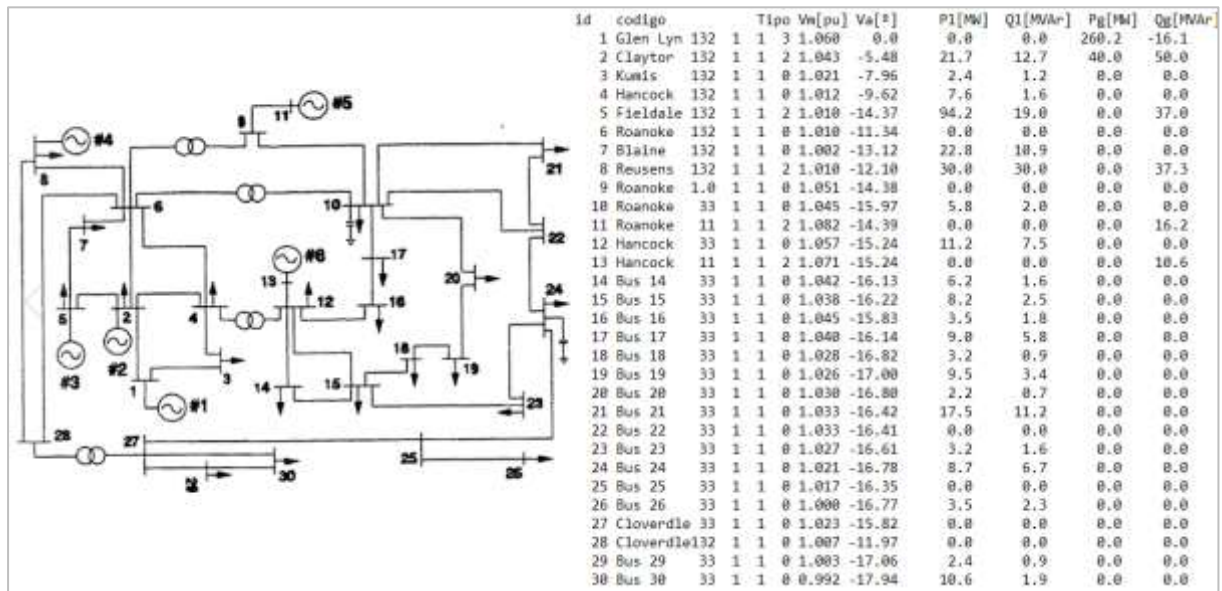 #5
11
9
#4
8
6
10
21
7
17
22
#6
13
20
5
2
4
12
16
24
#3
#2
18
3
14
15
19
1
#1
23
28
27
29
30
25
26
id codigo Tipo Vm[pu] Va[º] Pl[MW] Ql[MVAr] Pg[MW] Qg[MVAr]
1 Glen Lyn 132 1 1 3 1.060 0.0 0.0 0.0 260.2 -16.1
2 Claytor 132 1 1 2 1.043 -5.48 21.7 12.7 40.0 50.0
3 Kumis 132 1 1 0 1.021 -7.96 2.4 1.2 0.0 0.0
4 Hancock 132 1 1 0 1.012 -9.62 7.6 1.6 0.0 0.0
5 Fieldale 132 1 1 2 1.010 -14.37 94.2 19.0 0.0 37.0
6 Roanoke 132 1 1 0 1.010 -11.34 0.0 0.0 0.0 0.0
7 Blaine 132 1 1 0 1.002 -13.12 22.8 10.9 0.0 0.0
8 Reusens 132 1 1 2 1.010 -12.10 30.0 30.0 0.0 37.3
9 Roanoke 1.0 1 1 0 1.051 -14.38 0.0 0.0 0.0 0.0
10 Roanoke 33 1 1 0 1.045 -15.97 5.8 2.0 0.0 0.0
11 Roanoke 11 1 1 2 1.082 -14.39 0.0 0.0 0.0 16.2
12 Hancock 33 1 1 0 1.057 -15.24 11.2 7.5 0.0 0.0
13 Hancock 11 1 1 2 1.071 -15.24 0.0 0.0 0.0 10.6
14 Bus 14 33 1 1 0 1.042 -16.13 6.2 1.6 0.0 0.0
15 Bus 15 33 1 1 0 1.038 -16.22 8.2 2.5 0.0 0.0
16 Bus 16 33 1 1 0 1.045 -15.83 3.5 1.8 0.0 0.0
17 Bus 17 33 1 1 0 1.040 -16.14 9.0 5.8 0.0 0.0
18 Bus 18 33 1 1 0 1.028 -16.82 3.2 0.9 0.0 0.0
19 Bus 19 33 1 1 0 1.026 -17.00 9.5 3.4 0.0 0.0
20 Bus 20 33 1 1 0 1.030 -16.80 2.2 0.7 0.0 0.0
21 Bus 21 33 1 1 0 1.033 -16.42 17.5 11.2 0.0 0.0
22 Bus 22 33 1 1 0 1.033 -16.41 0.0 0.0 0.0 0.0
23 Bus 23 33 1 1 0 1.027 -16.61 3.2 1.6 0.0 0.0
24 Bus 24 33 1 1 0 1.021 -16.78 8.7 6.7 0.0 0.0
25 Bus 25 33 1 1 0 1.017 -16.35 0.0 0.0 0.0 0.0
26 Bus 26 33 1 1 0 1.000 -16.77 3.5 2.3 0.0 0.0
27 Cloverdle 33 1 1 0 1.023 -15.82 0.0 0.0 0.0 0.0
28 Cloverdle132 1 1 0 1.007 -11.97 0.0 0.0 0.0 0.0
29 Bus 29 33 1 1 0 1.003 -17.06 2.4 0.9 0.0 0.0
30 Bus 30 33 1 1 0 0.992 -17.94 10.6 1.9 0.0 0.0